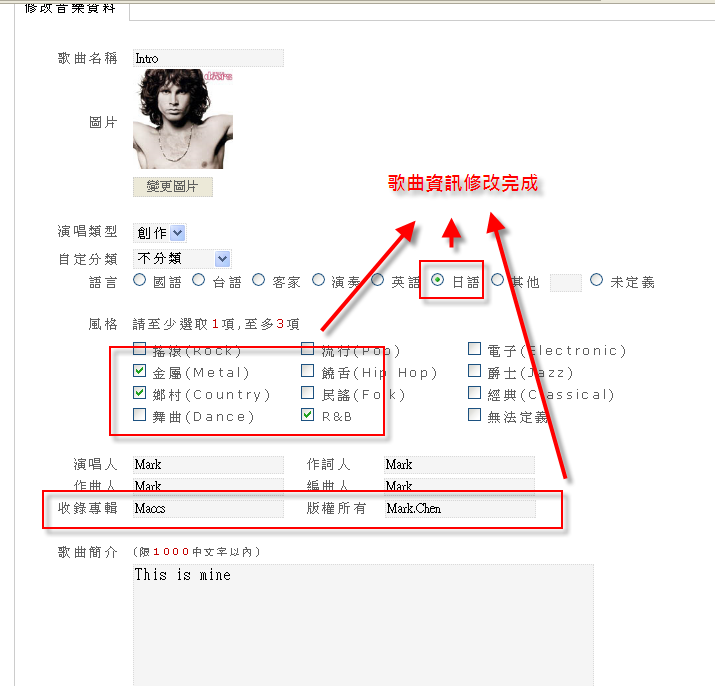 修改音樂資料
歌曲名稱 Intro
圖片
變更圖片
歌曲資訊修改完成
演唱類型 創作
自定分類 不分類
語言 國語 台語 客家 演奏 英語 日語 其他 未定義
風格 請至少選取1項,至多3項
搖滾(Rock) 流行(Pop) 電子(Electronic)
金屬(Metal) 饒舌(Hip Hop) 爵士(Jazz)
鄉村(Country) 民謠(Folk) 經典(Classical)
舞曲(Dance) R&B 無法定義
演唱人 Mark 作詞人 Mark
作曲人 Mark 編曲人 Mark
收錄專輯 Maccs 版權所有 Mark.Chen
歌曲簡介 (限1000中文字以內)
This is mine